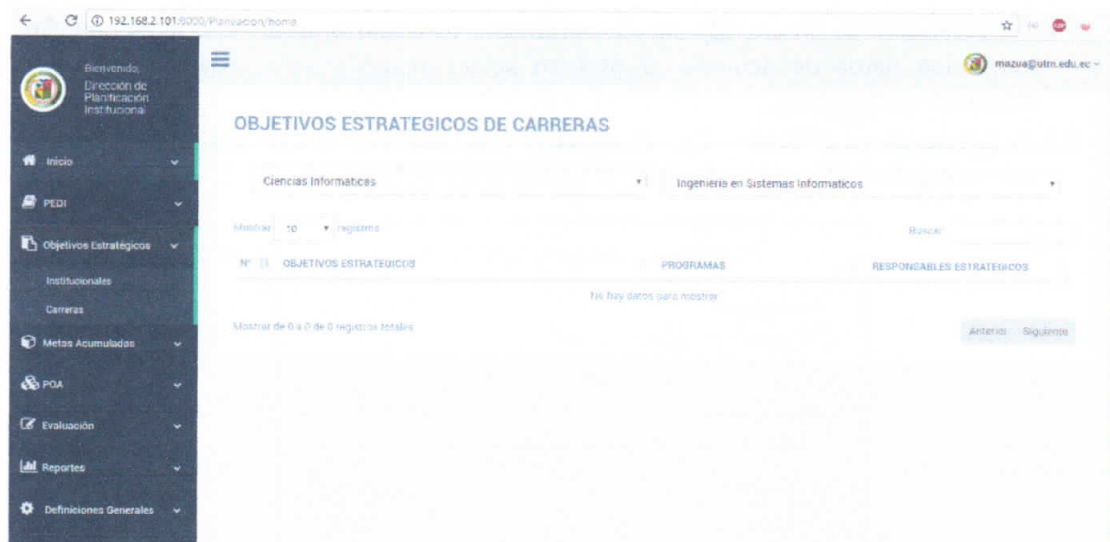 192.168.2.101:8000/Planvacion/home
Bienvenido,
Dirección de
Planificación
Institucional
mazua@utm.edu.ec
OBJETIVOS ESTRATEGICOS DE CARRERAS
Inicio
Ciencias Informaticas
Ingenieria en Sistemas Informaticos
PEDI
Mostrar 10 registros
Buscar
Objetivos Estratégicos
N° OBJETIVOS ESTRATEGICOS PROGRAMAS RESPONSABLES ESTRATEGICOS
Institucionales
No hay datos para mostrar
Carreras
Mostrar de 0 a 0 de 0 registros totales
Anterior Siguiente
Metas Acumuladas
POA
Evaluación
Reportes
Definiciones Generales